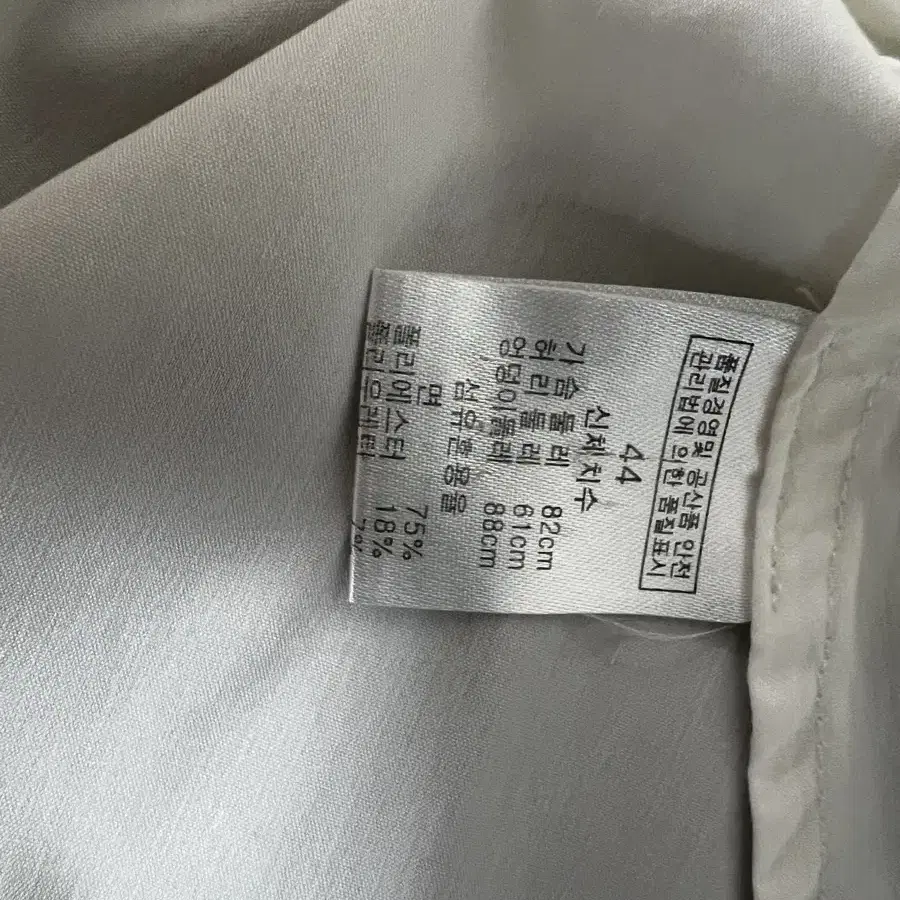 품질경영및 공산품 안전
관리법에 의한 품질표시
44
신체치수
가슴둘레 82cm
허리둘레 61cm
엉덩이둘레 88cm
섬유혼용율
면 75%
폴리에스터 18%
폴리우레탄 7%